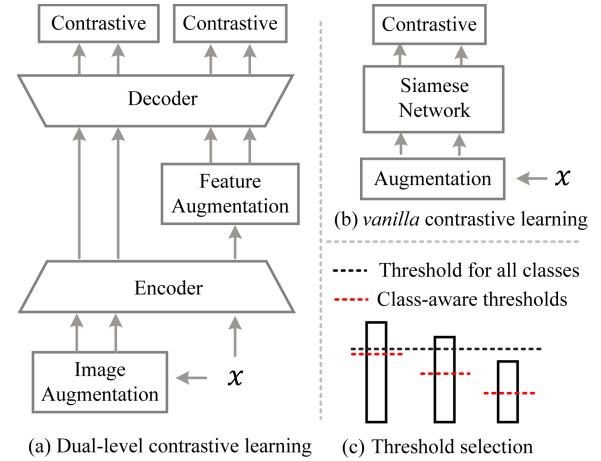 Contrastive
Contrastive
Decoder
Feature
Augmentation
Encoder
Image
Augmentation
x
(a) Dual-level contrastive learning
Contrastive
Siamese
Network
Augmentation
x
(b) vanilla contrastive learning
Threshold for all classes
Class-aware thresholds
(c) Threshold selection